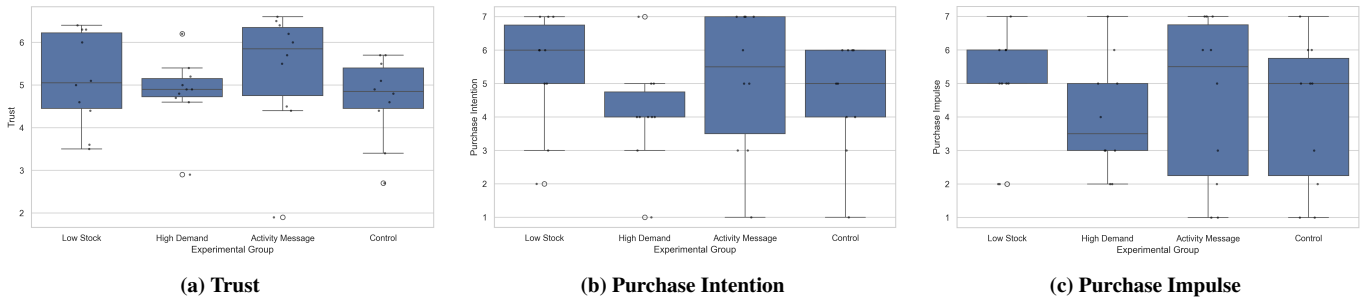 7
6
5
4
3
2
Trust
Low Stock
High Demand
Activity Message
Control
Experimental Group
(a) Trust
7
6
5
4
3
2
1
Purchase Intention
Low Stock
High Demand
Activity Message
Control
Experimental Group
(b) Purchase Intention
7
6
5
4
3
2
1
Purchase Impulse
Low Stock
High Demand
Activity Message
Control
Experimental Group
(c) Purchase Impulse